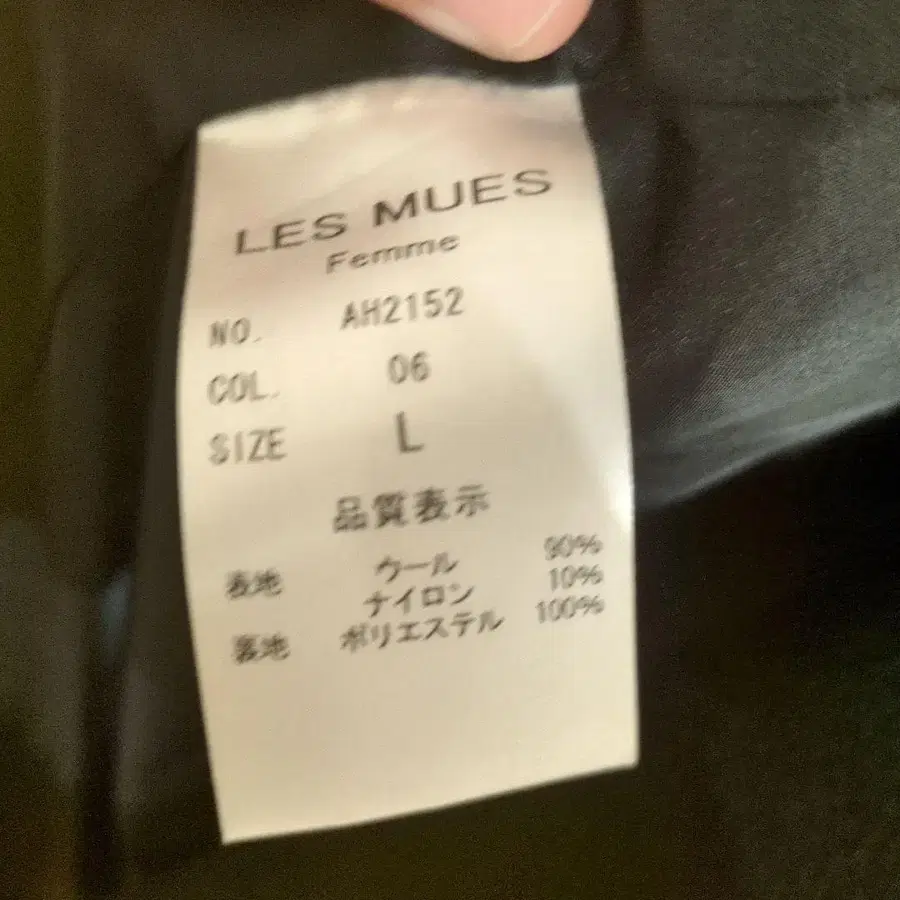 LES MUES
Femme
NO. AH2152
COL. 06
SIZE L
品質表示
表地 ウール 90%
ナイロン 10%
裏地 ポリエステル 100%